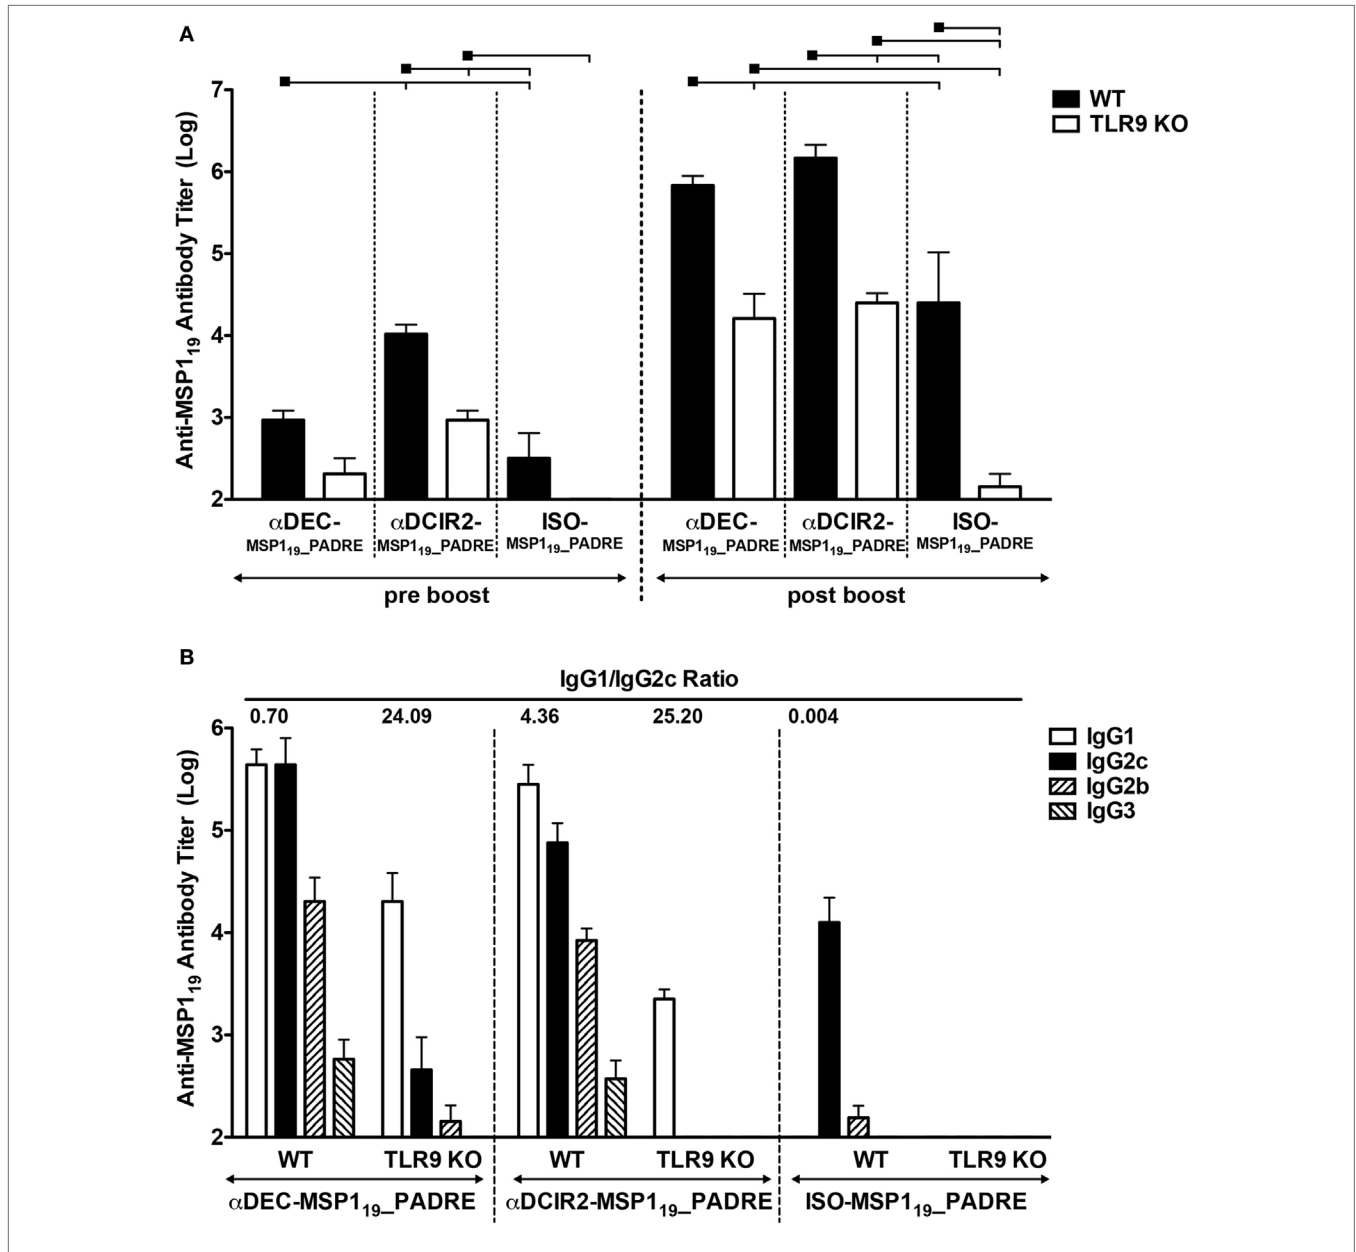 A
7
6
5
4
3
2
Anti-MSP1₁₉ Antibody Titer (Log)
WT
TLR9 KO
αDEC-
MSP1₁₉_PADRE
αDCIR2-
MSP1₁₉_PADRE
ISO-
MSP1₁₉_PADRE
αDEC-
MSP1₁₉_PADRE
αDCIR2-
MSP1₁₉_PADRE
ISO-
MSP1₁₉_PADRE
pre boost
post boost
B
IgG1/IgG2c Ratio
0.70 24.09 4.36 25.20 0.004
6
5
4
3
2
Anti-MSP1₁₉ Antibody Titer (Log)
IgG1
IgG2c
IgG2b
IgG3
WT TLR9 KO WT TLR9 KO WT TLR9 KO
αDEC-MSP1₁₉_PADRE αDCIR2-MSP1₁₉_PADRE ISO-MSP1₁₉_PADRE